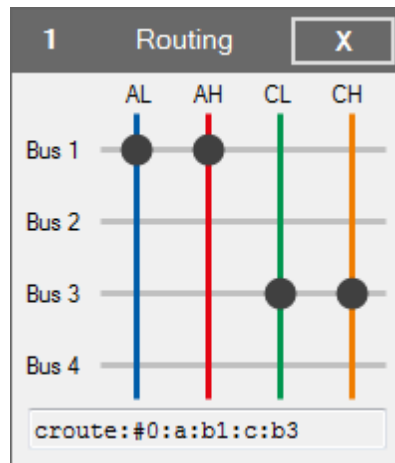 1 Routing X
AL AH CL CH
Bus 1
Bus 2
Bus 3
Bus 4
croute:#0:a:b1:c:b3